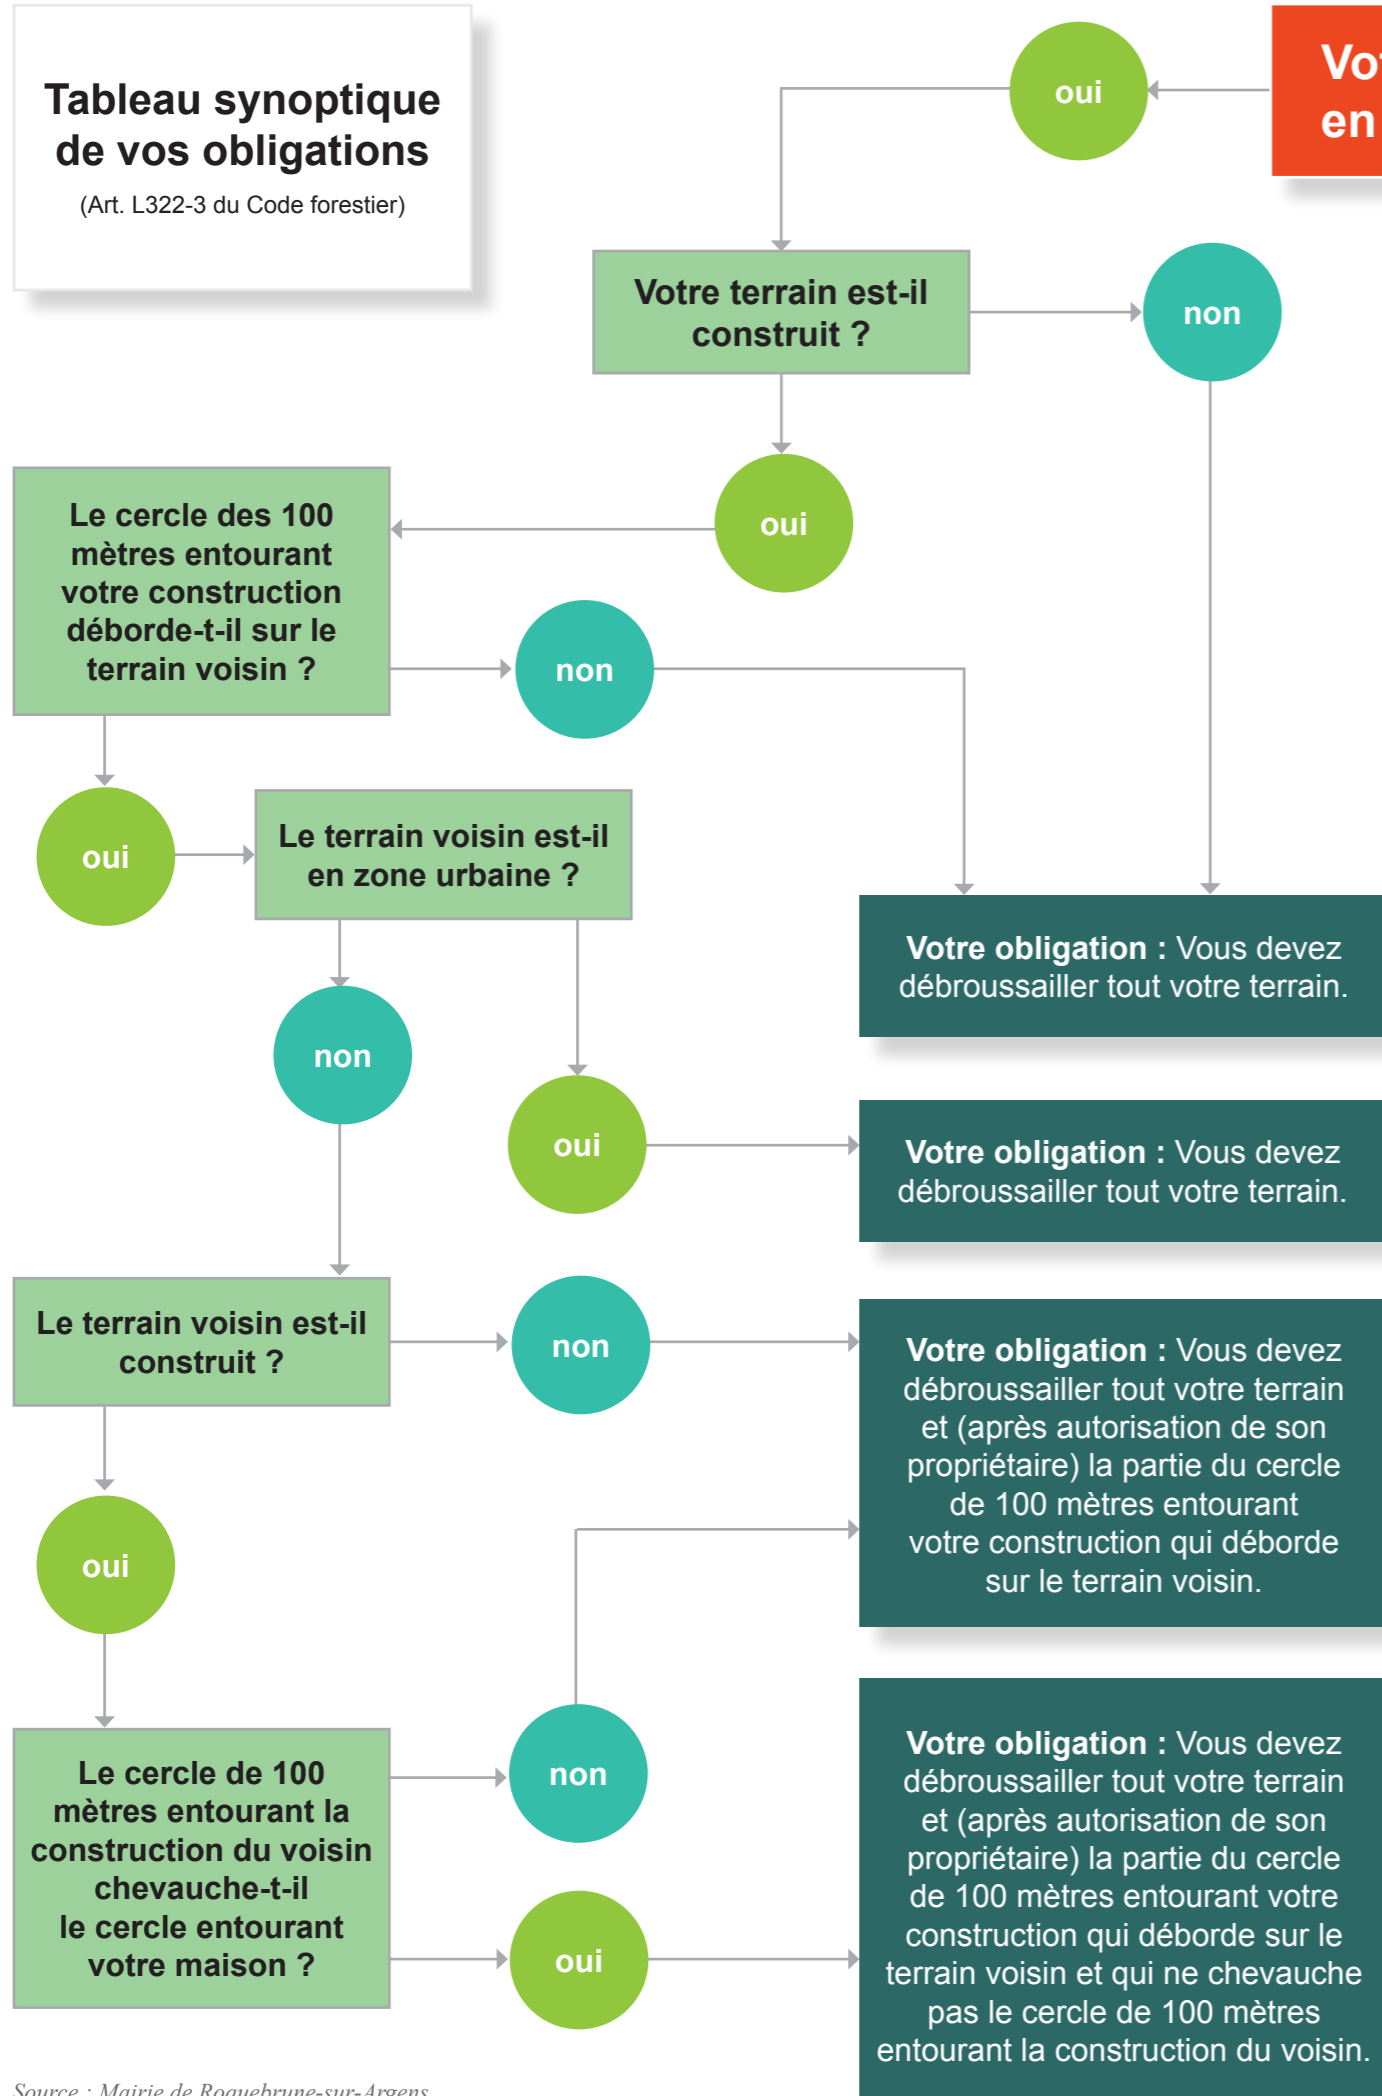 Tableau synoptique
de vos obligations
(Art. L322-3 du Code forestier)
oui
en
Votre terrain est-il
construit ?
non
oui
Le cercle des 100
mètres entourant
votre construction
déborde-t-il sur le
terrain voisin ?
non
oui
Le terrain voisin est-il
en zone urbaine ?
Votre obligation : Vous devez
débroussailler tout votre terrain.
non
oui
Votre obligation : Vous devez
débroussailler tout votre terrain.
Le terrain voisin est-il
construit ?
non
Votre obligation : Vous devez
débroussailler tout votre terrain
et (après autorisation de son
propriétaire) la partie du cercle
de 100 mètres entourant
votre construction qui déborde
sur le terrain voisin.
oui
Le cercle de 100
mètres entourant la
construction du voisin
chevauche-t-il
le cercle entourant
votre maison ?
non
oui
Votre obligation : Vous devez
débroussailler tout votre terrain
et (après autorisation de son
propriétaire) la partie du cercle
de 100 mètres entourant votre
construction qui déborde sur le
terrain voisin et qui ne chevauche
pas le cercle de 100 mètres
entourant la construction du voisin.
Source : Mairie de Roquebrune-sur-Argens